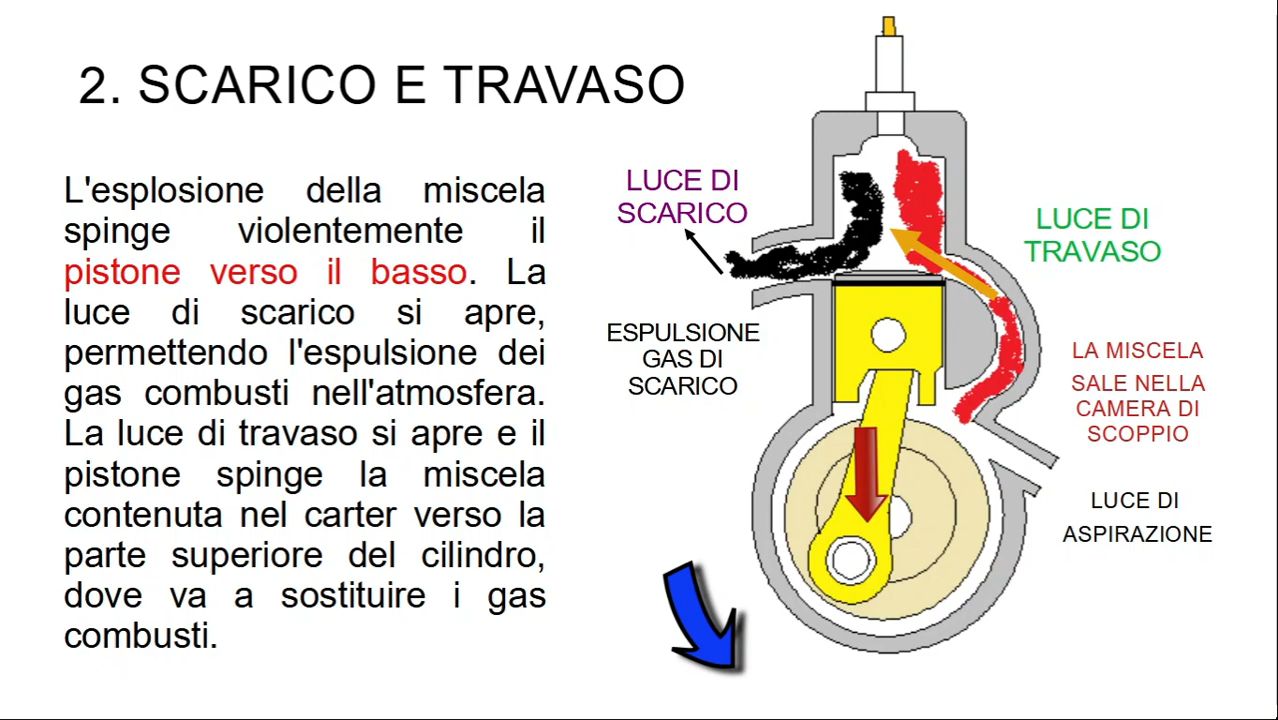 2. SCARICO E TRAVASO
L'esplosione della miscela
spinge violentemente il
pistone verso il basso. La
luce di scarico si apre,
permettendo l'espulsione dei
gas combusti nell'atmosfera.
La luce di travaso si apre e il
pistone spinge la miscela
contenuta nel carter verso la
parte superiore del cilindro,
dove va a sostituire i gas
combusti.
LUCE DI
SCARICO
ESPULSIONE
GAS DI
SCARICO
LUCE DI
TRAVASO
LA MISCELA
SALE NELLA
CAMERA DI
SCOPPIO
LUCE DI
ASPIRAZIONE